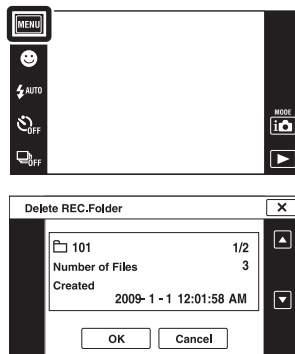 MENU
AUTO
OFF
OFF
MODE
Delete REC.Folder
101 1/2
Number of Files 3
Created
2009- 1 - 1 12:01:58 AM
OK Cancel